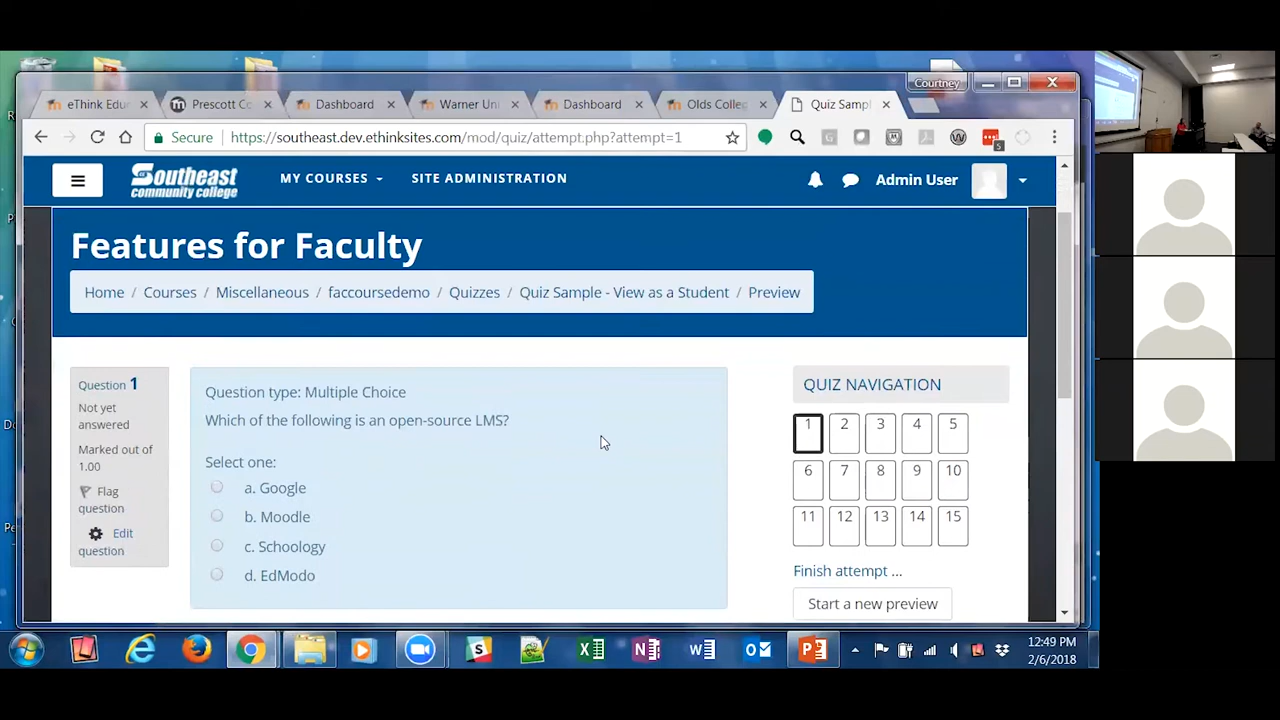 Courtney
eThink Edu
Prescott Co
Dashboard
Warner Uni
Dashboard
Olds Colleg
Quiz Sampl
Secure
https://southeast.dev.ethinksites.com/mod/quiz/attempt.php?attempt=1
5
Southeast
community college
MY COURSES
SITE ADMINISTRATION
Admin User
Features for Faculty
Home / Courses / Miscellaneous / faccoursedemo / Quizzes / Quiz Sample - View as a Student / Preview
Question 1
Not yet
answered
Marked out of
1.00
Flag
question
Edit
question
Question type: Multiple Choice
Which of the following is an open-source LMS?
Select one:
a. Google
b. Moodle
c. Schoology
d. EdModo
QUIZ NAVIGATION
1 2 3 4 5
6 7 8 9 10
11 12 13 14 15
Finish attempt ...
Start a new preview
12:49 PM
2/6/2018